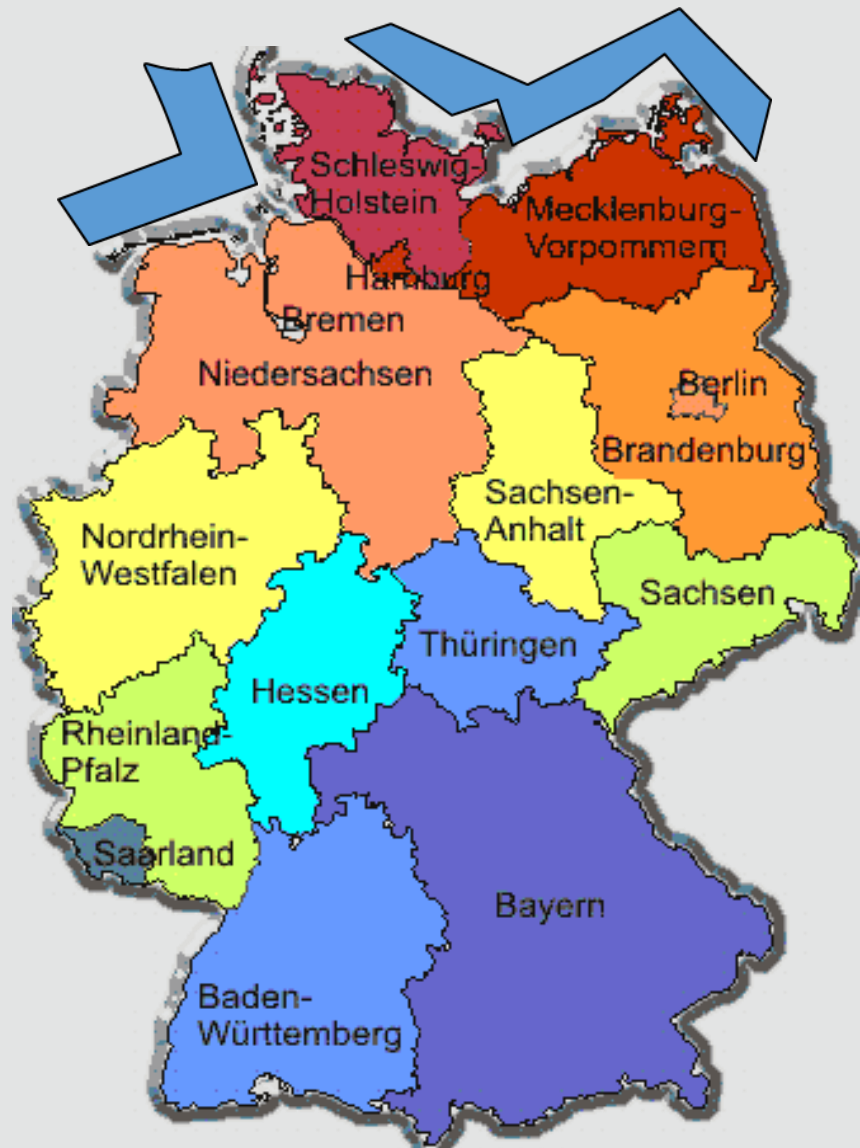 Schleswig-
Holstein
Mecklenburg-
Vorpommern
Hamburg
Bremen
Niedersachsen
Berlin
Brandenburg
Sachsen-
Anhalt
Nordrhein-
Westfalen
Sachsen
Thüringen
Hessen
Rheinland-
Pfalz
Saarland
Bayern
Baden-
Württemberg